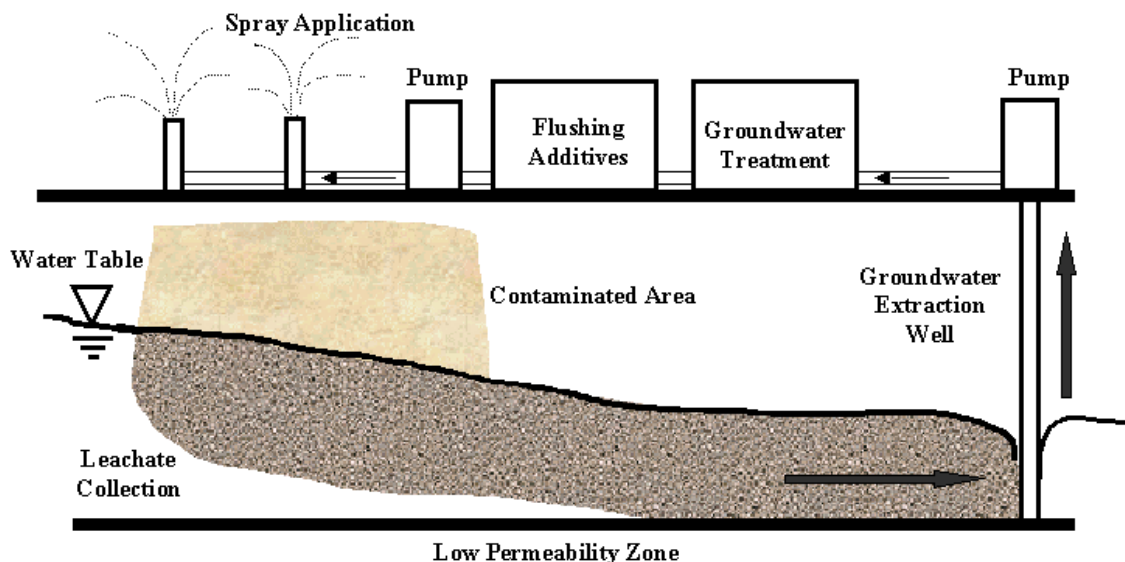 Spray Application
Pump
Pump
Flushing
Additives
Groundwater
Treatment
Water Table
Contaminated Area
Groundwater
Extraction
Well
Leachate
Collection
Low Permeability Zone